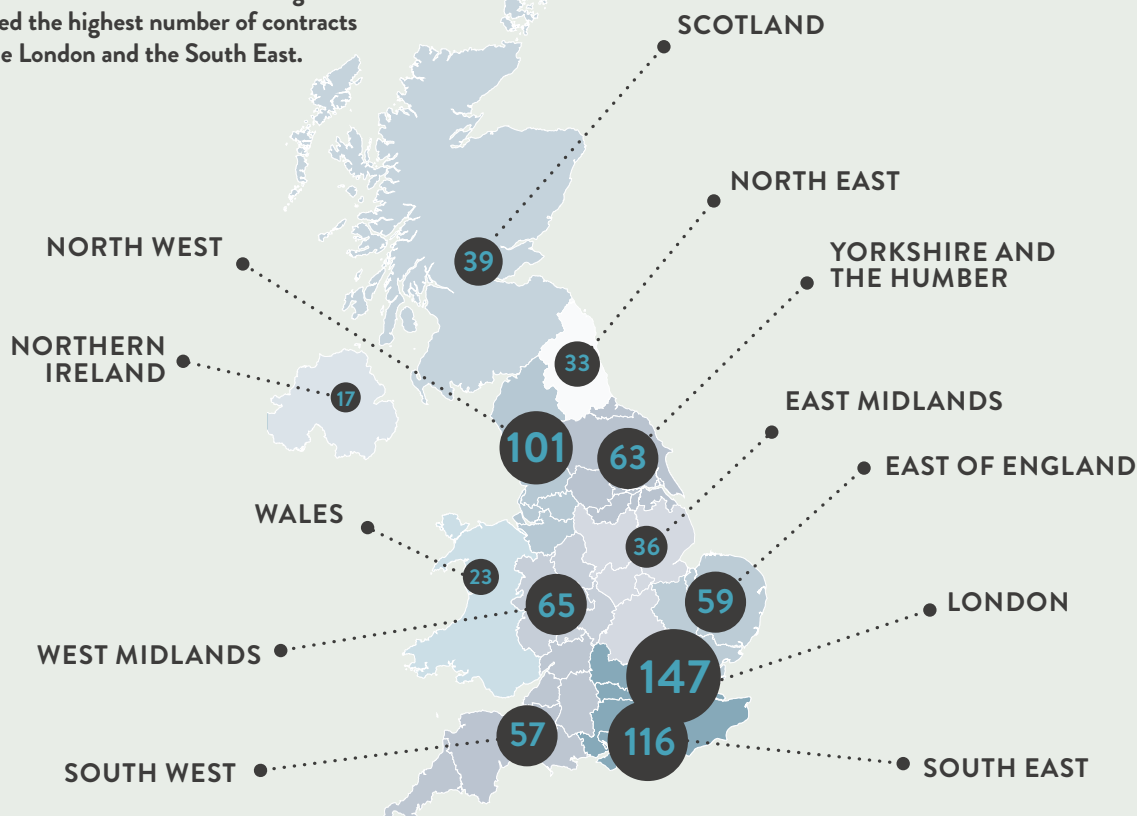 ed the highest number of contracts
e London and the South East.
SCOTLAND
NORTH EAST
NORTH WEST
YORKSHIRE AND
THE HUMBER
39
NORTHERN
IRELAND
33
17
EAST MIDLANDS
101
63
EAST OF ENGLAND
WALES
36
23
65
59
LONDON
WEST MIDLANDS
147
57
116
SOUTH WEST
SOUTH EAST